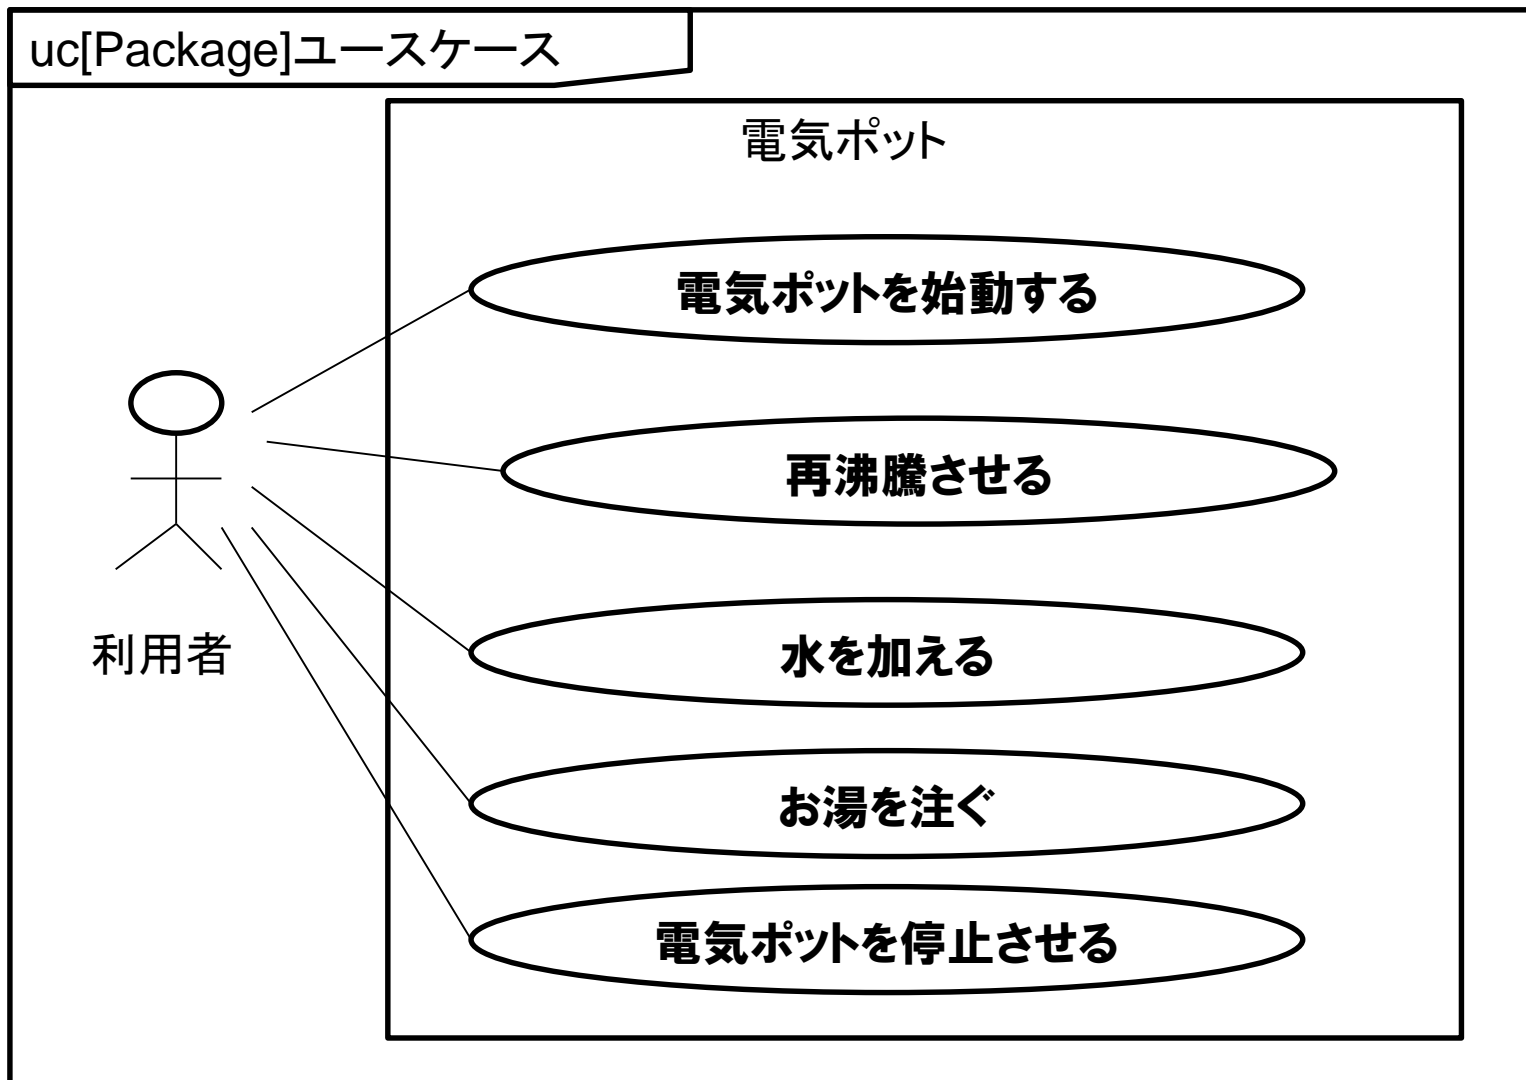 uc[Package]ユースケース
電気ポット
電気ポットを始動する
再沸騰させる
水を加える
利用者
お湯を注ぐ
電気ポットを停止させる